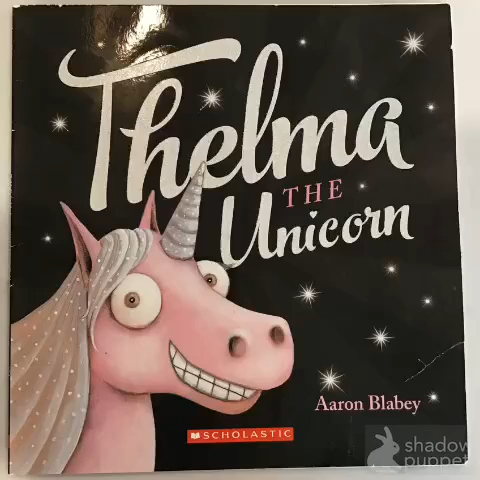 Thelma
THE
Unicorn
Aaron Blabey
SCHOLASTIC
shadow
puppet